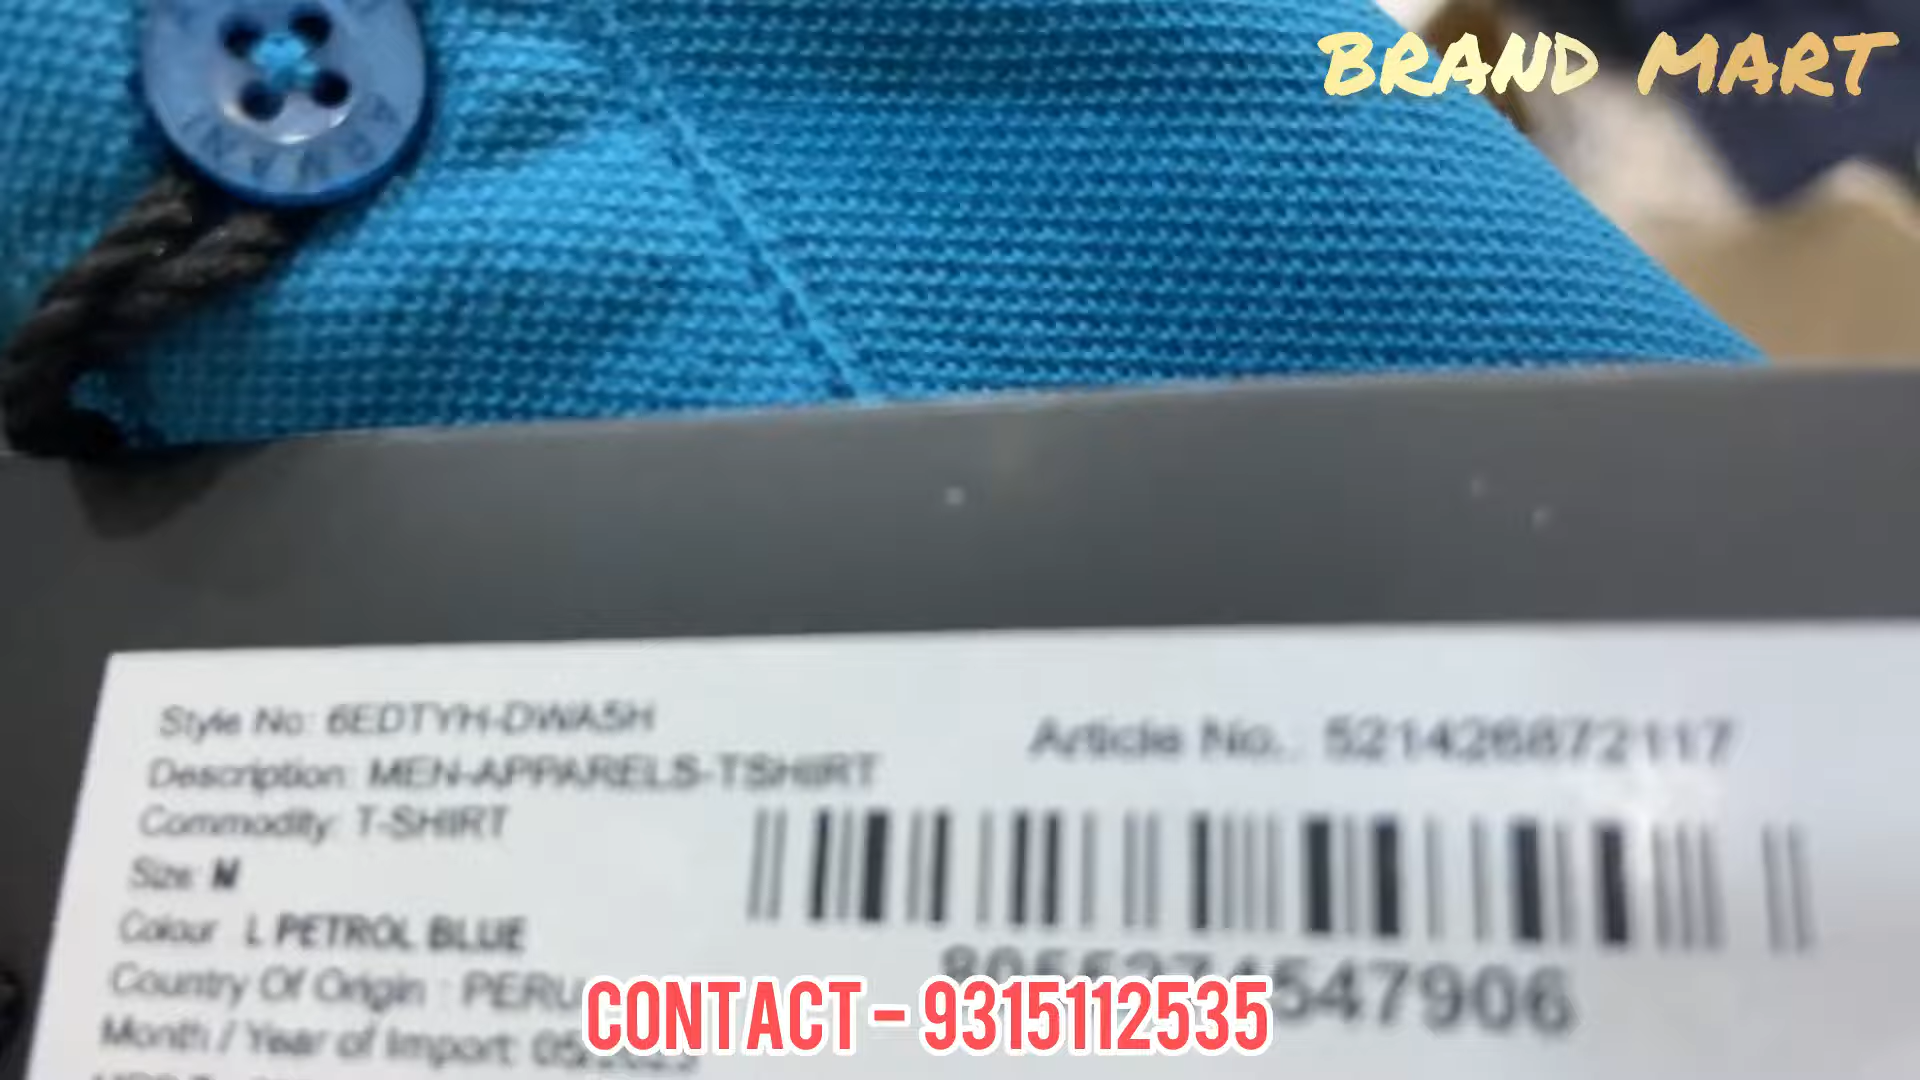 BRAND MART
Style No: 6EDTYH-DWASH
Article No.: 521426872117
Description: MEN-APPARELS-TSHIRT
Commodity: T-SHIRT
Size: M
Colour L PETROL BLUE
Country Of Origin : PERU
Month / Year of Import:
CONTACT - 9315112535